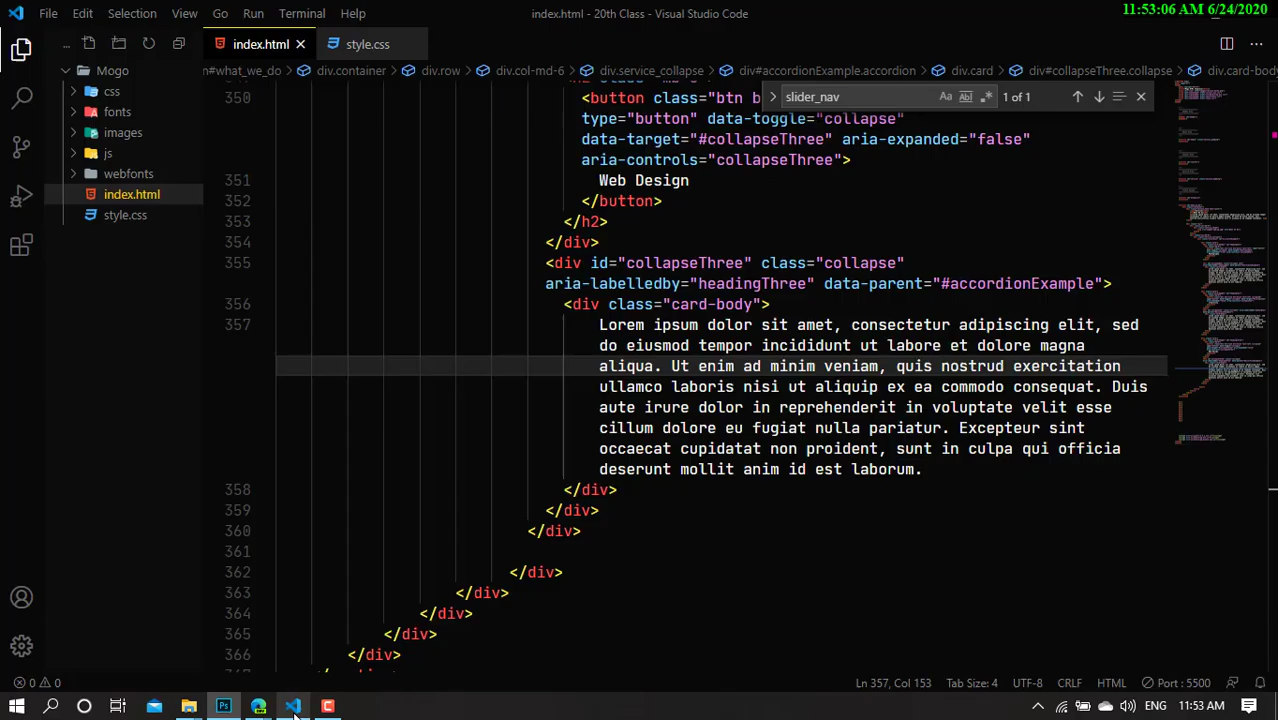 File Edit Selection View Go Run Terminal Help
index.html - 20th Class - Visual Studio Code
11:53:06 AM 6/24/2020
index.html
style.css
Mogo
css
fonts
images
js
webfonts
index.html
style.css
n#what_we_do > div.container > div.row > div.col-md-6 > div.service_collapse > div#accordionExample.accordion > div.card > div#collapseThree.collapse > div.card-body
slider_nav
Aa Abl .* 1 of 1
350 <button class="btn b
type="button" data-toggle="collapse"
data-target="#collapseThree" aria-expanded="false"
aria-controls="collapseThree">
351 Web Design
352 </button>
353 </h2>
354 </div>
355 <div id="collapseThree" class="collapse"
aria-labelledby="headingThree" data-parent="#accordionExample">
356 <div class="card-body">
357 Lorem ipsum dolor sit amet, consectetur adipiscing elit, sed
do eiusmod tempor incididunt ut labore et dolore magna
aliqua. Ut enim ad minim veniam, quis nostrud exercitation
ullamco laboris nisi ut aliquip ex ea commodo consequat. Duis
aute irure dolor in reprehenderit in voluptate velit esse
cillum dolore eu fugiat nulla pariatur. Excepteur sint
occaecat cupidatat non proident, sunt in culpa qui officia
deserunt mollit anim id est laborum.
358 </div>
359 </div>
360 </div>
361
362 </div>
363 </div>
364 </div>
365 </div>
366 </div>
0 0
Ln 357, Col 153 Tab Size: 4 UTF-8 CRLF HTML Port : 5500
Ps
C
ENG 11:53 AM